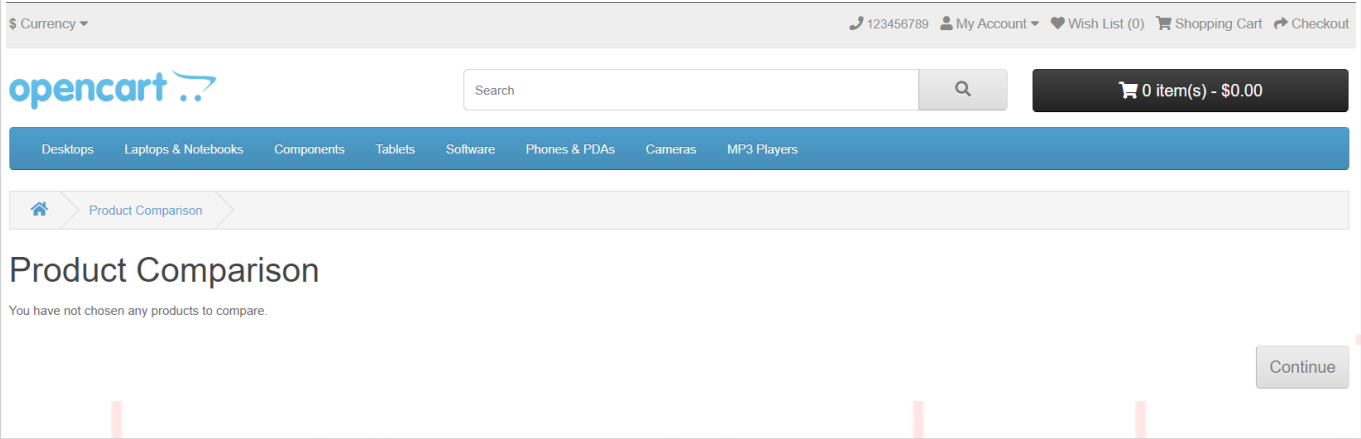 $ Currency
123456789 My Account Wish List (0) Shopping Cart Checkout
opencart
Search
0 item(s) - $0.00
Desktops Laptops & Notebooks Components Tablets Software Phones & PDAs Cameras MP3 Players
Product Comparison
Product Comparison
You have not chosen any products to compare.
Continue